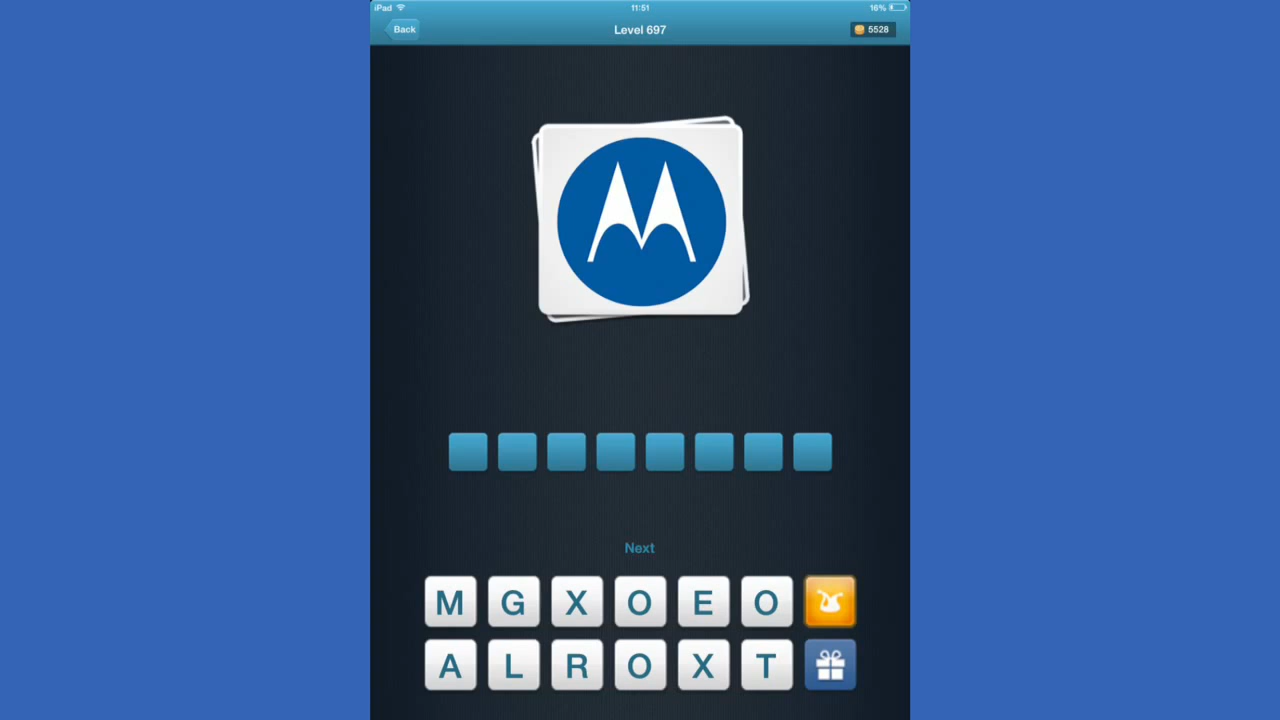 iPad 11:51 16%
Back Level 697 5528
Next
M G X O E O
A L R O X T